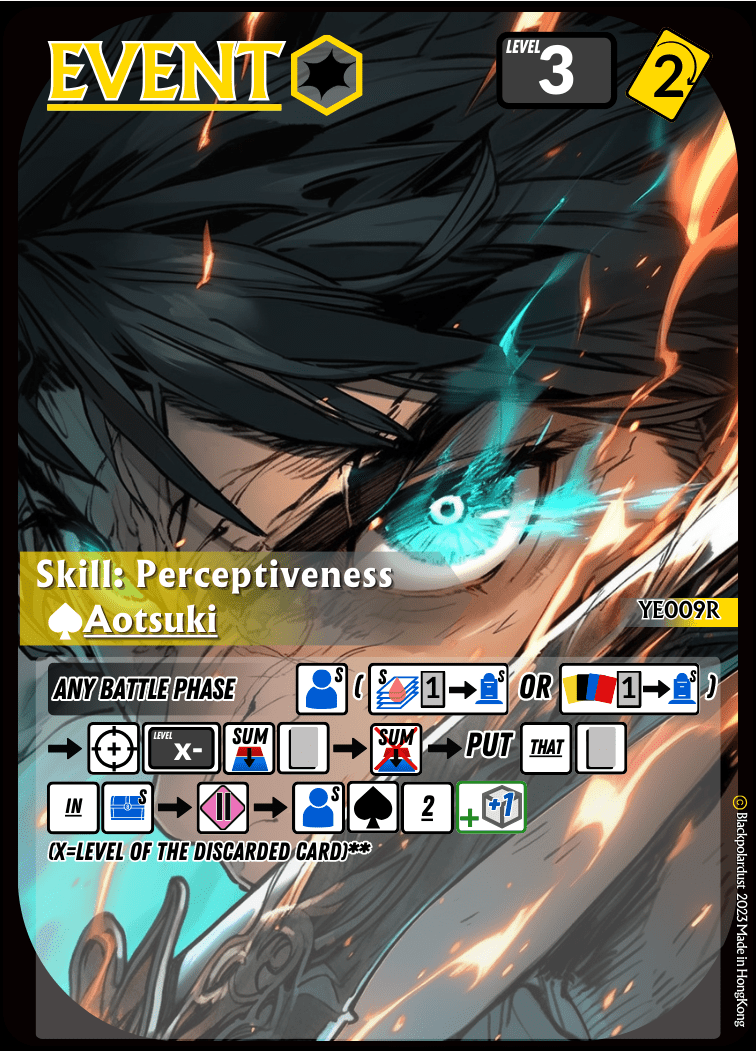 EVENT
LEVEL 3
2
Skill: Perceptiveness
♠Aotsuki
YE009R
ANY BATTLE PHASE S ( S 1 S OR 1 S )
LEVEL X- SUM SUM PUT THAT
IN S S 2 + +1
(X=LEVEL OF THE DISCARDED CARD)**
© Blackpolardust 2023 Made in HongKong